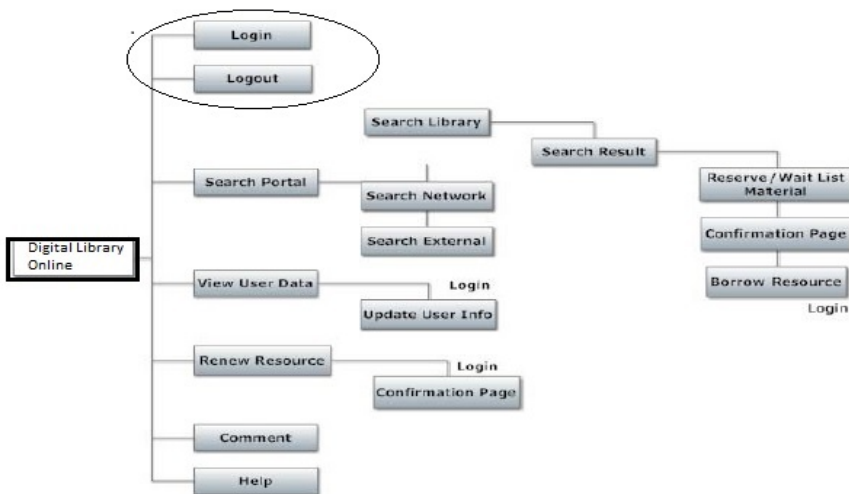 Login
Logout
Search Library
Search Result
Search Portal
Search Network
Reserve/Wait List
Material
Search External
Confirmation Page
Digital Library
Online
View User Data
Login
Borrow Resource
Update User Info
Login
Renew Resource
Login
Confirmation Page
Comment
Help